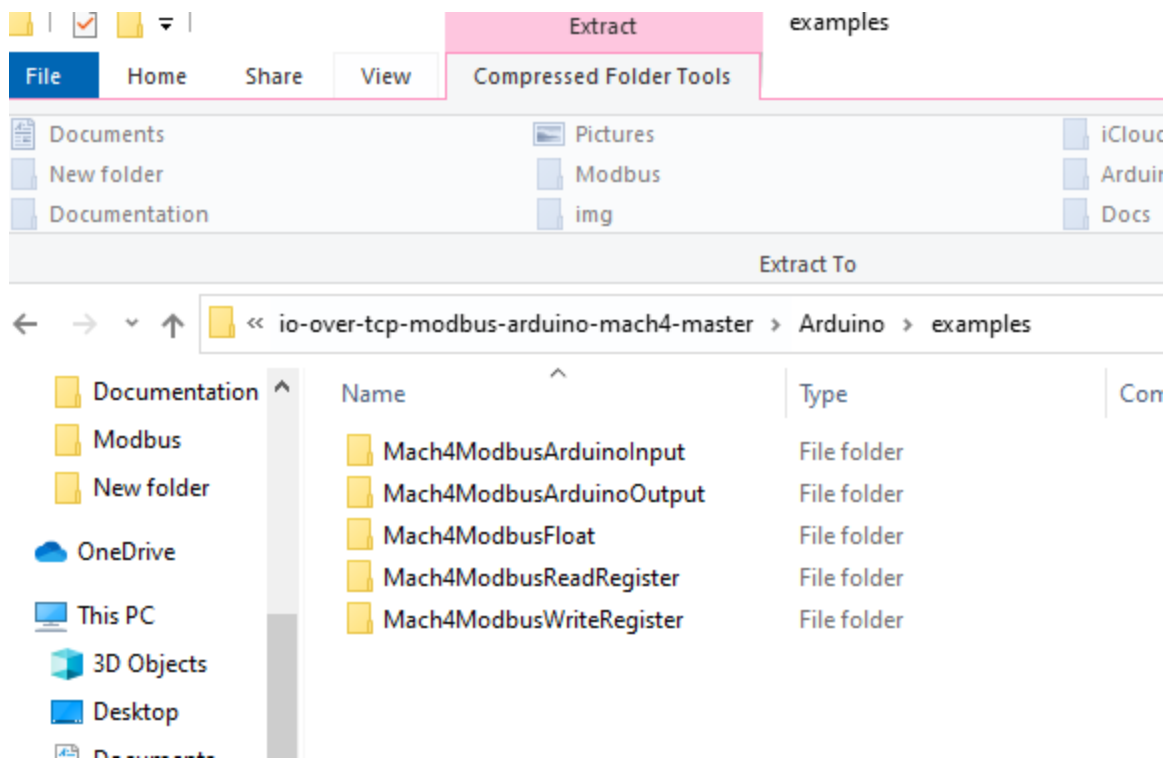 Extract examples
File Home Share View Compressed Folder Tools
Documents Pictures
New folder Modbus
Documentation img Docs
Extract To
« io-over-tcp-modbus-arduino-mach4-master > Arduino > examples
Documentation Name Type
Modbus Mach4ModbusArduinoInput File folder
New folder Mach4ModbusArduinoOutput File folder
OneDrive Mach4ModbusFloat File folder
Mach4ModbusReadRegister File folder
This PC Mach4ModbusWriteRegister File folder
3D Objects
Desktop
Documents